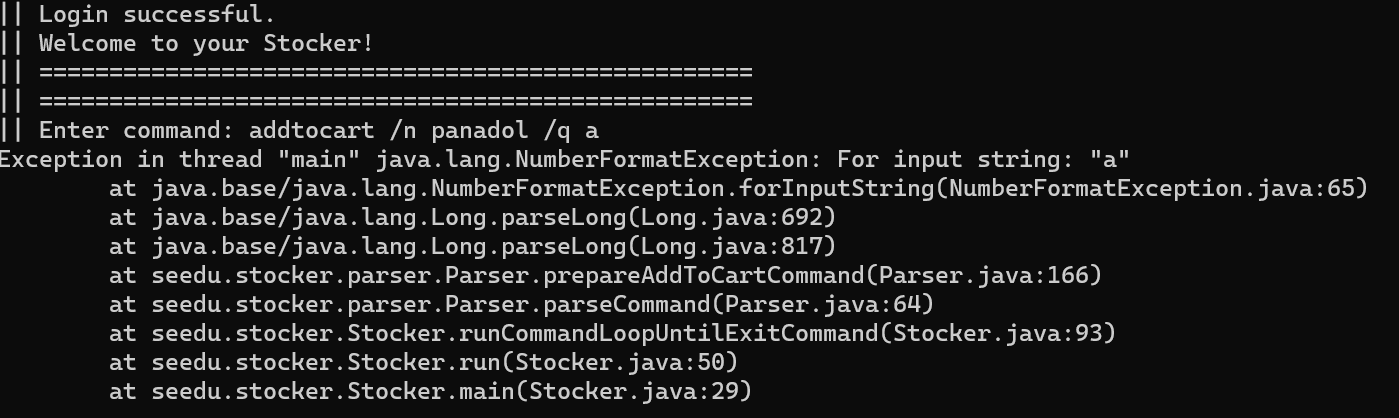 || Login successful.
|| Welcome to your Stocker!
|| ===================================================
|| ===================================================
|| Enter command: addtocart /n panadol /q a
Exception in thread "main" java.lang.NumberFormatException: For input string: "a"
        at java.base/java.lang.NumberFormatException.forInputString(NumberFormatException.java:65)
        at java.base/java.lang.Long.parseLong(Long.java:692)
        at java.base/java.lang.Long.parseLong(Long.java:817)
        at seedu.stocker.parser.Parser.prepareAddToCartCommand(Parser.java:166)
        at seedu.stocker.parser.Parser.parseCommand(Parser.java:64)
        at seedu.stocker.Stocker.runCommandLoopUntilExitCommand(Stocker.java:93)
        at seedu.stocker.Stocker.run(Stocker.java:50)
        at seedu.stocker.Stocker.main(Stocker.java:29)